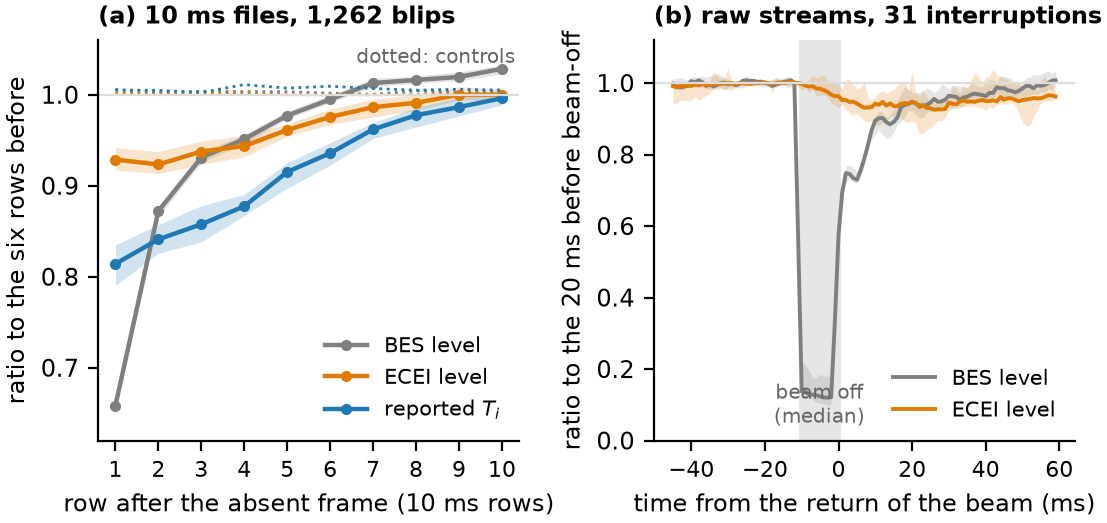 (a) 10 ms files, 1,262 blips
dotted: controls
ratio to the six rows before
1.0
0.9
0.8
0.7
BES level
ECEI level
reported Ti
1 2 3 4 5 6 7 8 9 10
row after the absent frame (10 ms rows)
(b) raw streams, 31 interruptions
ratio to the 20 ms before beam-off
1.0
0.8
0.6
0.4
0.2
0.0
beam off
(median)
BES level
ECEI level
−40 −20 0 20 40 60
time from the return of the beam (ms)